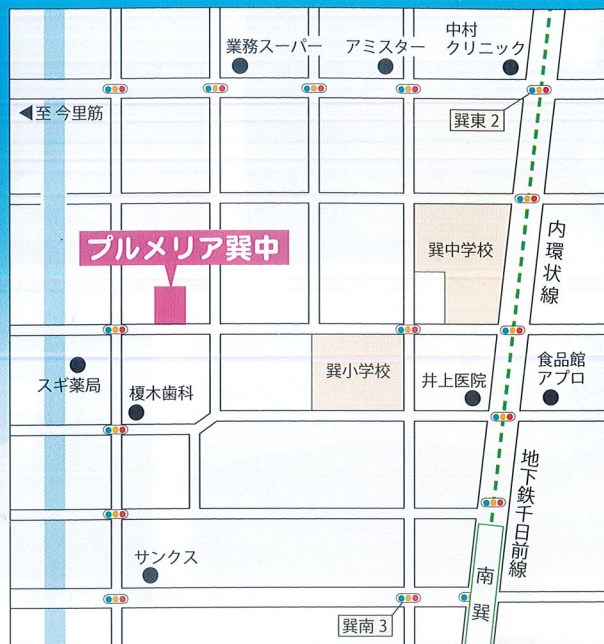 業務スーパー
アミスター
中村
クリニック
◀至 今里筋
巽東2
プルメリア巽中
巽中学校
内環状線
スギ薬局
榎木歯科
巽小学校
井上医院
食品館
アプロ
地下鉄千日前線
サンクス
南巽
巽南3